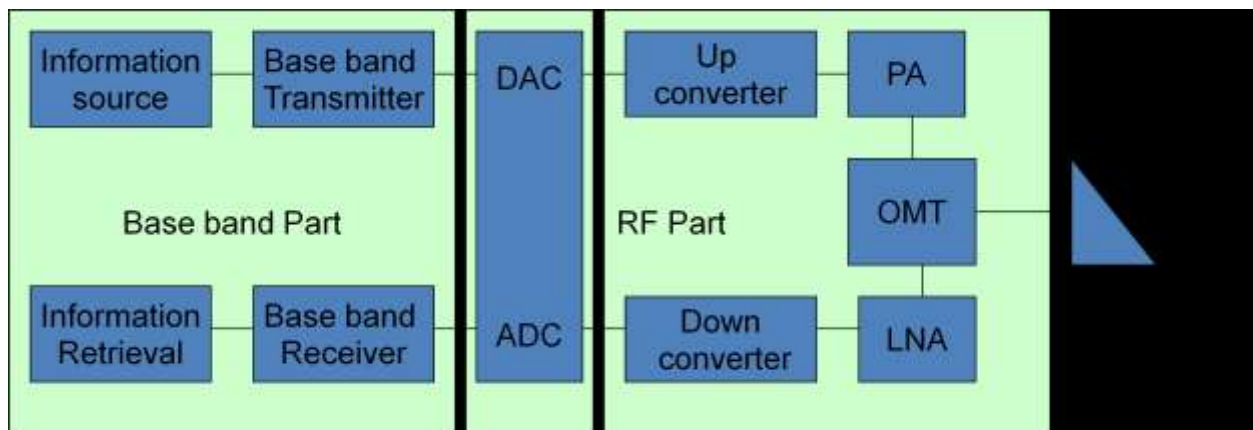 Information
source
Base band
Transmitter
DAC
Up
converter
PA
Base band Part
RF Part
OMT
Information
Retrieval
Base band
Receiver
ADC
Down
converter
LNA